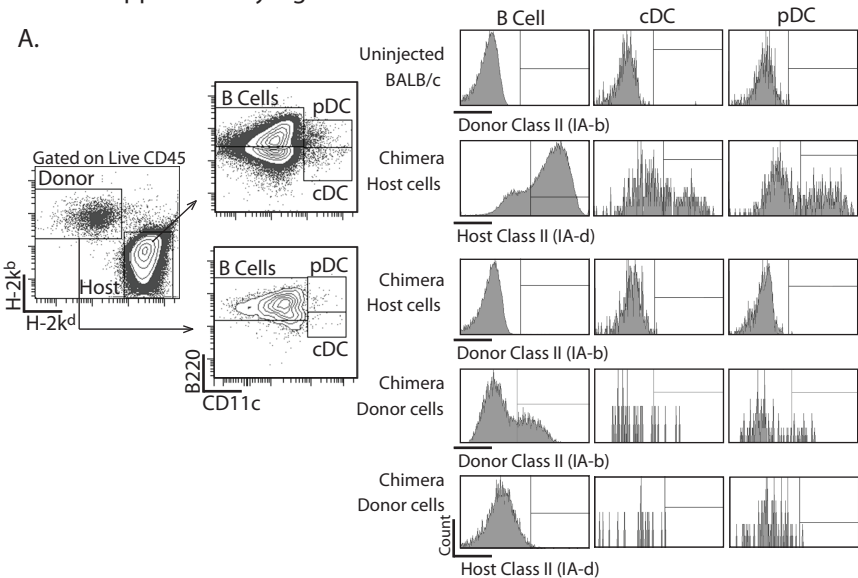 A.
Gated on Live CD45
Donor
Host
H-2kᵇ
H-2kᵈ
B Cells
pDC
cDC
B Cells
pDC
cDC
B220
CD11c
B Cell
cDC
pDC
Uninjected
BALB/c
Donor Class II (IA-b)
Chimera
Host cells
Host Class II (IA-d)
Chimera
Host cells
Donor Class II (IA-b)
Chimera
Donor cells
Donor Class II (IA-b)
Chimera
Donor cells
Count
Host Class II (IA-d)